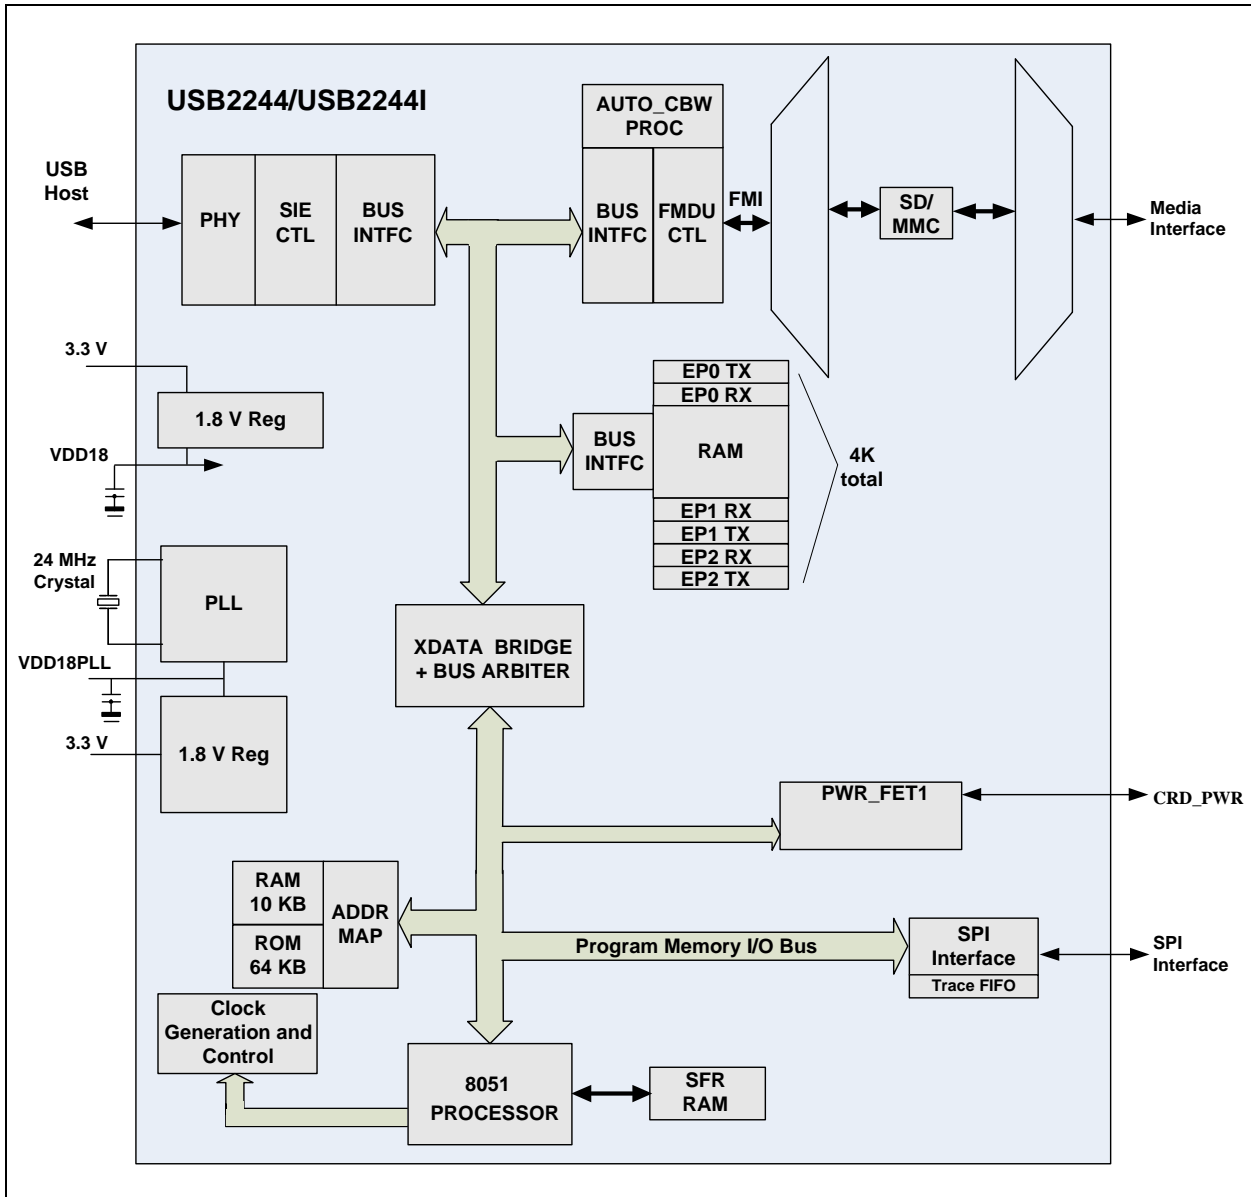 USB2244/USB2244I
AUTO_CBW
PROC
USB
Host
PHY
SIE
CTL
BUS
INTFC
BUS
INTFC
FMDU
CTL
FMI
SD/
MMC
Media
Interface
3.3 V
1.8 V Reg
VDD18
EP0 TX
EP0 RX
BUS
INTFC
RAM
4K
total
EP1 RX
EP1 TX
EP2 RX
EP2 TX
24 MHz
Crystal
PLL
VDD18PLL
XDATA BRIDGE
+ BUS ARBITER
3.3 V
1.8 V Reg
PWR_FET1
CRD_PWR
RAM
10 KB
ROM
64 KB
ADDR
MAP
Program Memory I/O Bus
SPI
Interface
Trace FIFO
SPI
Interface
Clock
Generation and
Control
8051
PROCESSOR
SFR
RAM